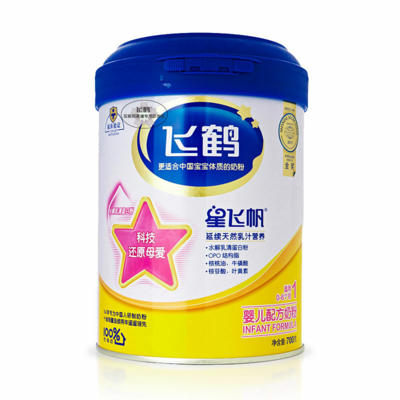 飞鹤
更适合中国宝宝体质的奶粉
星飞帆
延续天然乳汁营养
·水解乳清蛋白粉
·OPO结构脂
·核桃油、牛磺酸
·核苷酸、叶黄素
科技
还原母爱
1
婴儿配方奶粉
INFANT FORMULA
100%
净含量:700克